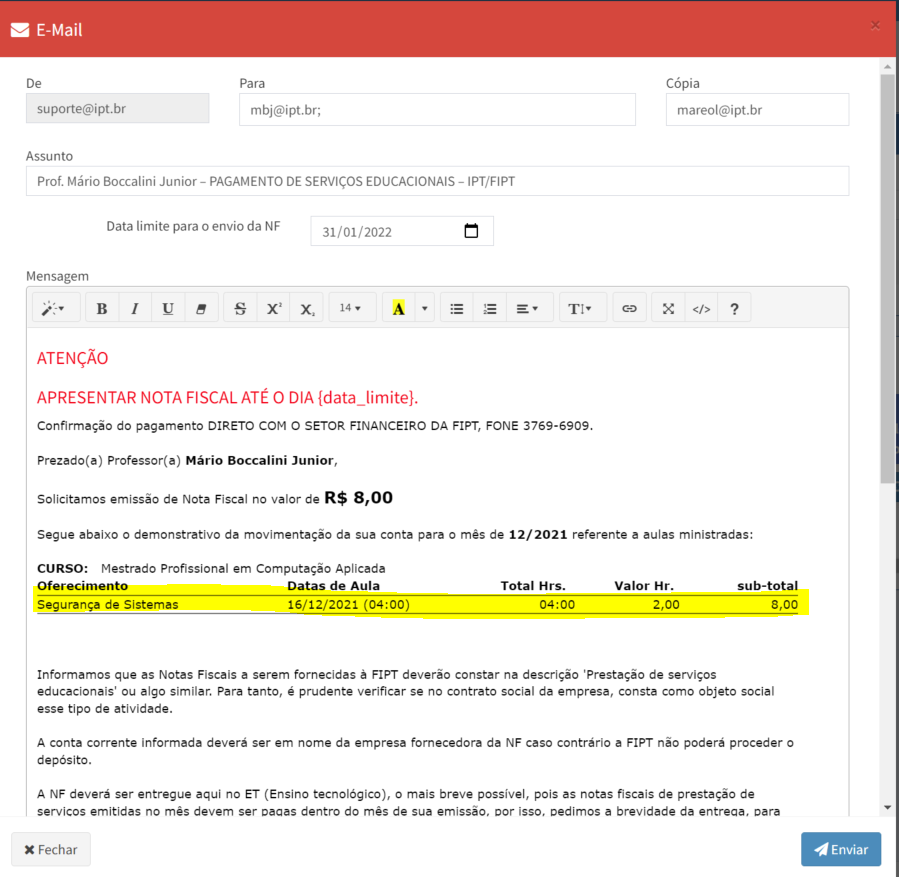 E-Mail
×
De
Para
Cópia
suporte@ipt.br
mbj@ipt.br;
mareol@ipt.br
Assunto
Prof. Mário Boccalini Junior – PAGAMENTO DE SERVIÇOS EDUCACIONAIS – IPT/FIPT
Data limite para o envio da NF
31/01/2022
Mensagem
B I U S X² X₂ 14 A T </> ?
ATENÇÃO
APRESENTAR NOTA FISCAL ATÉ O DIA {data_limite}.
Confirmação do pagamento DIRETO COM O SETOR FINANCEIRO DA FIPT, FONE 3769-6909.
Prezado(a) Professor(a) Mário Boccalini Junior,
Solicitamos emissão de Nota Fiscal no valor de R$ 8,00
Segue abaixo o demonstrativo da movimentação da sua conta para o mês de 12/2021 referente a aulas ministradas:
CURSO: Mestrado Profissional em Computação Aplicada
Oferecimento Datas de Aula Total Hrs. Valor Hr. sub-total
Segurança de Sistemas 16/12/2021 (04:00) 04:00 2,00 8,00
Informamos que as Notas Fiscais a serem fornecidas à FIPT deverão constar na descrição 'Prestação de serviços
educacionais' ou algo similar. Para tanto, é prudente verificar se no contrato social da empresa, consta como objeto social
esse tipo de atividade.
A conta corrente informada deverá ser em nome da empresa fornecedora da NF caso contrário a FIPT não poderá proceder o
depósito.
A NF deverá ser entregue aqui no ET (Ensino tecnológico), o mais breve possível, pois as notas fiscais de prestação de
serviços emitidas no mês devem ser pagas dentro do mês de sua emissão, por isso, pedimos a brevidade da entrega, para
Fechar
Enviar